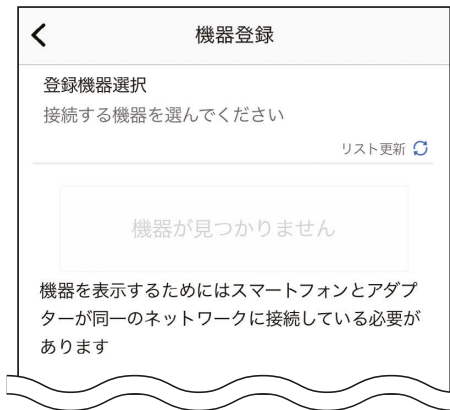 機器登録
登録機器選択
接続する機器を選んでください
リスト更新
機器が見つかりません
機器を表示するためにはスマートフォンとアダプ
ターが同一のネットワークに接続している必要が
あります